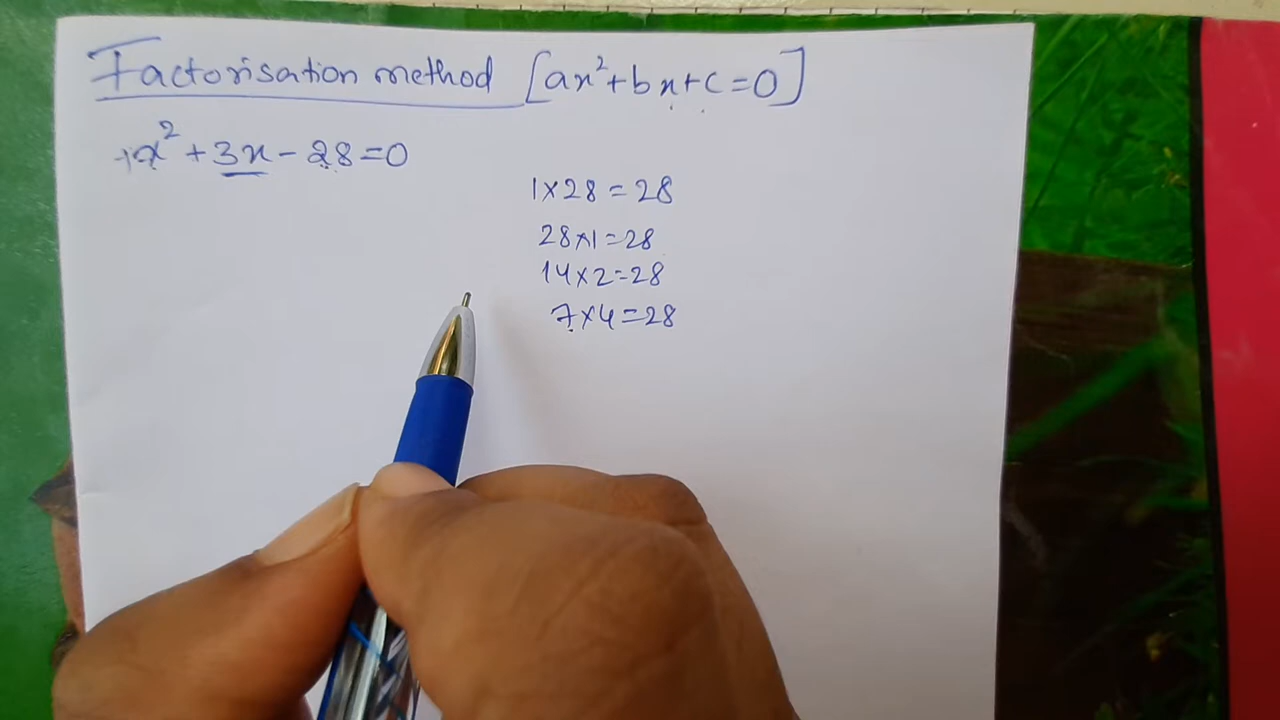 Factorisation method [ax²+bx+c=0]
x²+3x-28=0
1×28=28
28×1=28
14×2=28
7×4=28